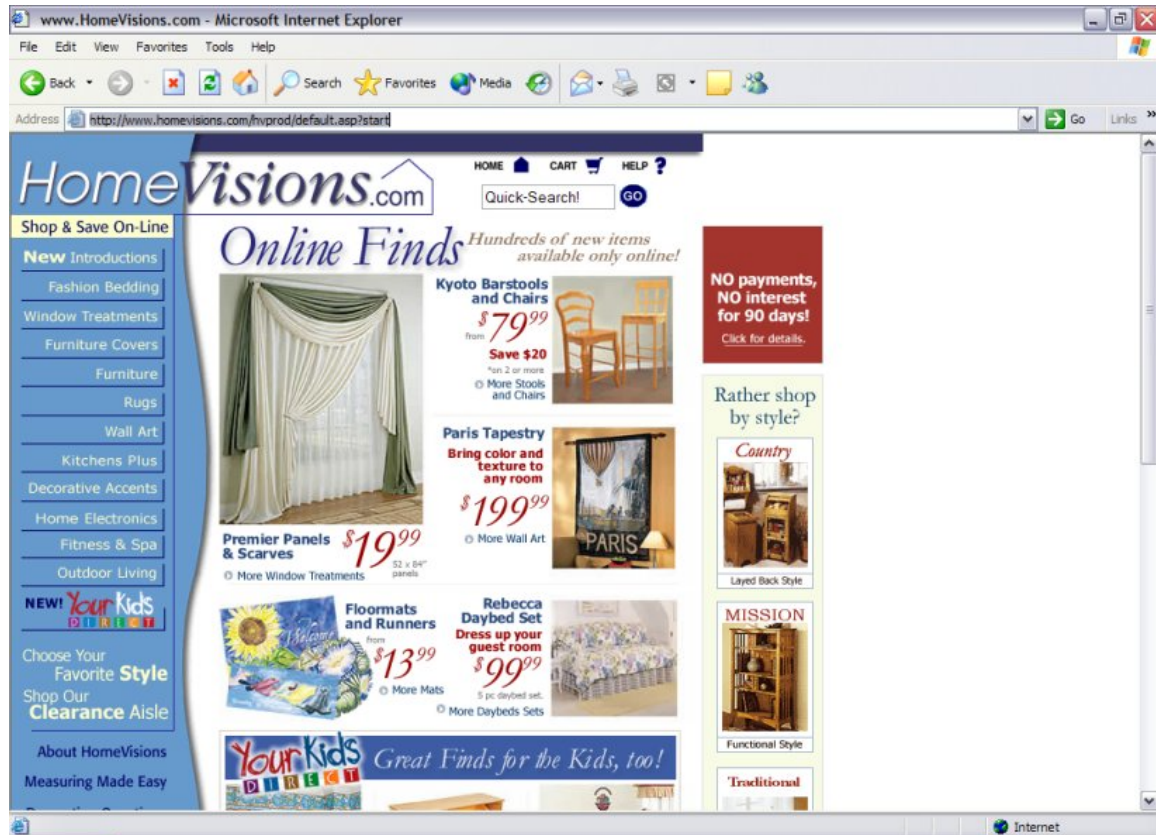 www.HomeVisions.com - Microsoft Internet Explorer
File Edit View Favorites Tools Help
Back Search Favorites Media
Address http://www.homevisions.com/hvprod/default.asp?start Go Links »
HomeVisions.com
HOME CART HELP ?
Quick-Search! GO
Shop & Save On-Line
New Introductions
Fashion Bedding
Window Treatments
Furniture Covers
Furniture
Rugs
Wall Art
Kitchens Plus
Decorative Accents
Home Electronics
Fitness & Spa
Outdoor Living
NEW! Your Kids
DIRECT
Choose Your
Favorite Style
Shop Our
Clearance Aisle
About HomeVisions
Measuring Made Easy
Online Finds
Hundreds of new items
available only online!
Premier Panels
& Scarves
$19 99
52 x 84"
panels
More Window Treatments
Kyoto Barstools
and Chairs
from $79 99
Save $20
*on 2 or more
More Stools
and Chairs
Paris Tapestry
Bring color and
texture to
any room
$199 99
More Wall Art
PARIS
Welcome
Floormats
and Runners
from
$13 99
More Mats
Rebecca
Daybed Set
Dress up your
guest room
$99 99
5 pc daybed set.
More Daybeds Sets
Your Kids
DIRECT
Great Finds for the Kids, too!
NO payments,
NO interest
for 90 days!
Click for details.
Rather shop
by style?
Country
Layed Back Style
MISSION
Functional Style
Traditional
Internet